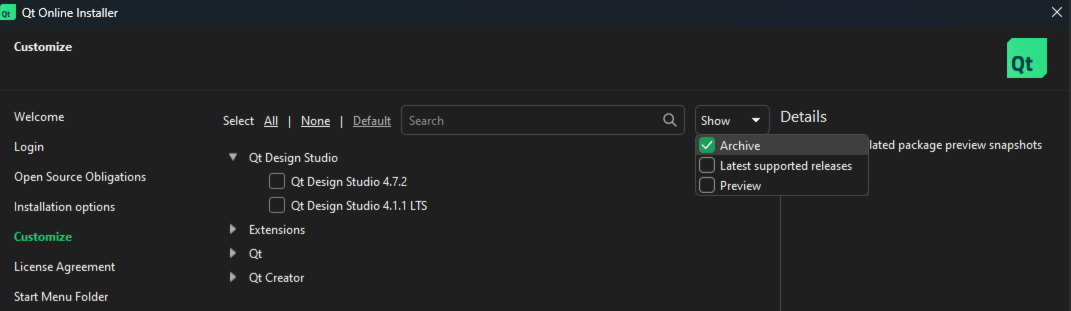 Qt Qt Online Installer
Customize
Qt
Welcome
Login
Open Source Obligations
Installation options
Customize
License Agreement
Start Menu Folder
Select All | None | Default Search Show
Qt Design Studio
Qt Design Studio 4.7.2
Qt Design Studio 4.1.1 LTS
Extensions
Qt
Qt Creator
Archive
Latest supported releases
Preview
Details
lated package preview snapshots